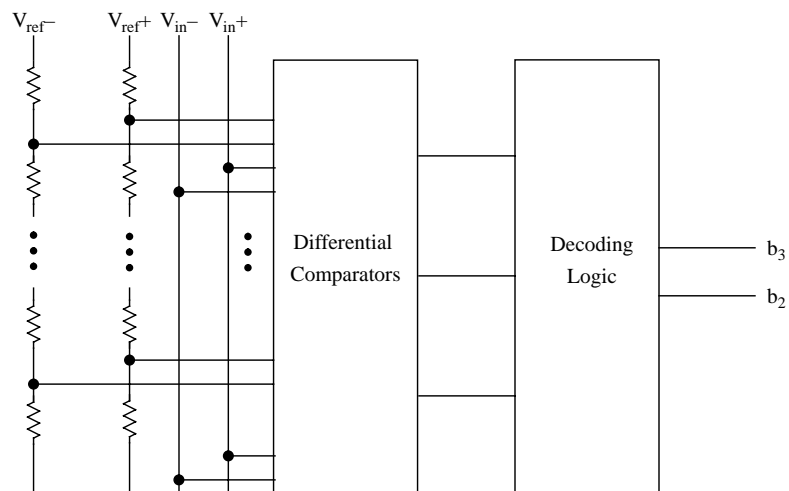 Vref− Vref+ Vin− Vin+
Differential
Comparators
Decoding
Logic
b3
b2